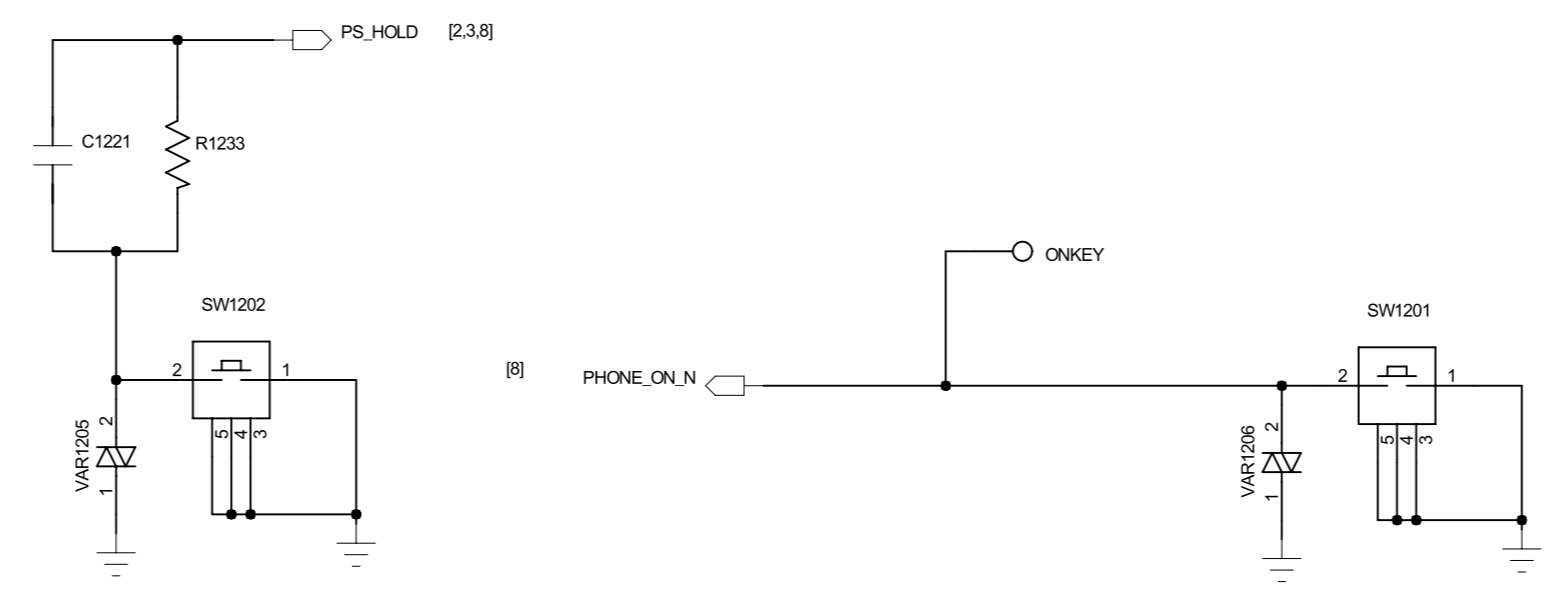 PS_HOLD [2,3,8]
C1221
R1233
ONKEY
SW1202
SW1201
2
1
[8]
PHONE_ON_N
2
1
VAR1205
2
1
5
4
3
VAR1206
2
1
5
4
3